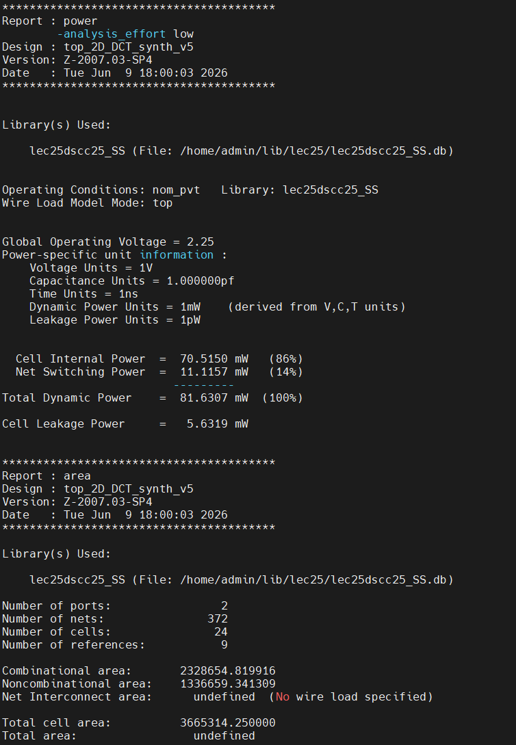 ****************************************
Report : power
        -analysis_effort low
Design : top_2D_DCT_synth_v5
Version: Z-2007.03-SP4
Date   : Tue Jun  9 18:00:03 2026
****************************************
Library(s) Used:
    lec25dscc25_SS (File: /home/admin/lib/lec25/lec25dscc25_SS.db)
Operating Conditions: nom_pvt   Library: lec25dscc25_SS
Wire Load Model Mode: top
Global Operating Voltage = 2.25
Power-specific unit information :
    Voltage Units = 1V
    Capacitance Units = 1.000000pf
    Time Units = 1ns
    Dynamic Power Units = 1mW    (derived from V,C,T units)
    Leakage Power Units = 1pW
  Cell Internal Power  =  70.5150 mW   (86%)
  Net Switching Power  =  11.1157 mW   (14%)
                         ---------
Total Dynamic Power    =  81.6307 mW  (100%)
Cell Leakage Power     =   5.6319 mW
****************************************
Report : area
Design : top_2D_DCT_synth_v5
Version: Z-2007.03-SP4
Date   : Tue Jun  9 18:00:03 2026
****************************************
Library(s) Used:
    lec25dscc25_SS (File: /home/admin/lib/lec25/lec25dscc25_SS.db)
Number of ports:                2
Number of nets:               372
Number of cells:               24
Number of references:           9
Combinational area:       2328654.819916
Noncombinational area:    1336659.341309
Net Interconnect area:      undefined  (No wire load specified)
Total cell area:          3665314.250000
Total area:                 undefined